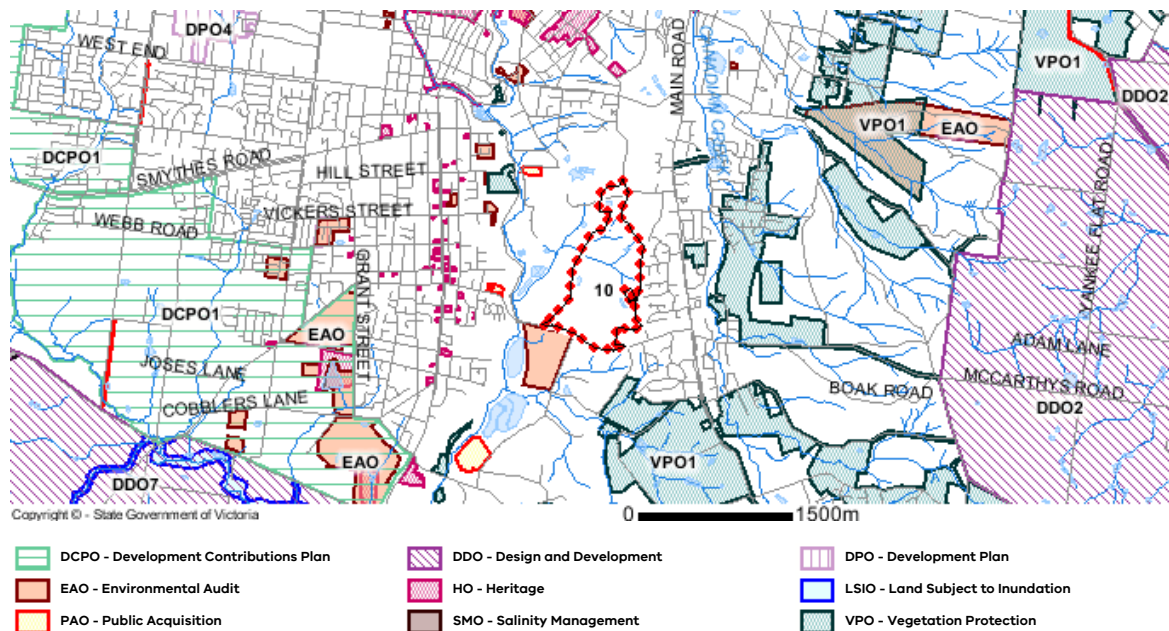 DPO4
WEST END
MAIN ROAD
CANADIAN CREEK
VPO1
DDO2
VPO1
EAO
DCPO1
SMYTHES ROAD
HILL STREET
VICKERS STREET
WEBB ROAD
GRANT STREET
YANKEE FLAT ROAD
10
DCPO1
EAO
JOSES LANE
ADAM LANE
MCCARTHYS ROAD
BOAK ROAD
COBBLERS LANE
DDO2
EAO
VPO1
DDO7
Copyright © - State Government of Victoria
0 1500m
DCPO - Development Contributions Plan
DDO - Design and Development
DPO - Development Plan
EAO - Environmental Audit
HO - Heritage
LSIO - Land Subject to Inundation
PAO - Public Acquisition
SMO - Salinity Management
VPO - Vegetation Protection